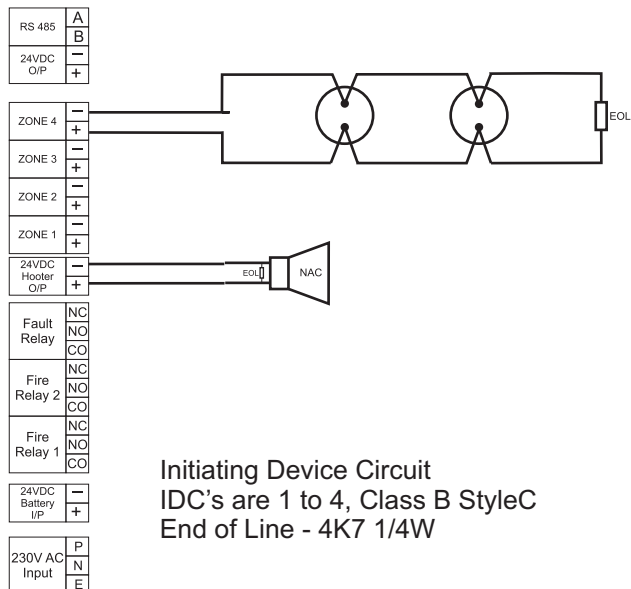 RS 485
A
B
24VDC
O/P
−
+
ZONE 4
−
+
ZONE 3
−
+
ZONE 2
−
+
ZONE 1
−
+
24VDC
Hooter
O/P
−
+
Fault
Relay
NC
NO
CO
Fire
Relay 2
NC
NO
CO
Fire
Relay 1
NC
NO
CO
24VDC
Battery
I/P
−
+
230V AC
Input
P
N
E
EOL
EOL
NAC
Initiating Device Circuit
IDC's are 1 to 4, Class B StyleC
End of Line - 4K7 1/4W